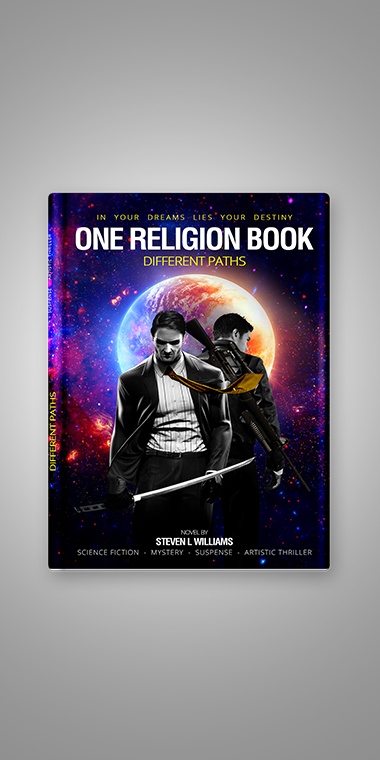 IN YOUR DREAMS LIES YOUR DESTINY
ONE RELIGION BOOK
DIFFERENT PATHS
NOVEL BY
STEVEN L WILLIAMS
SCIENCE FICTION - MYSTERY - SUSPENSE - ARTISTIC THRILLER
DIFFERENT PATHS